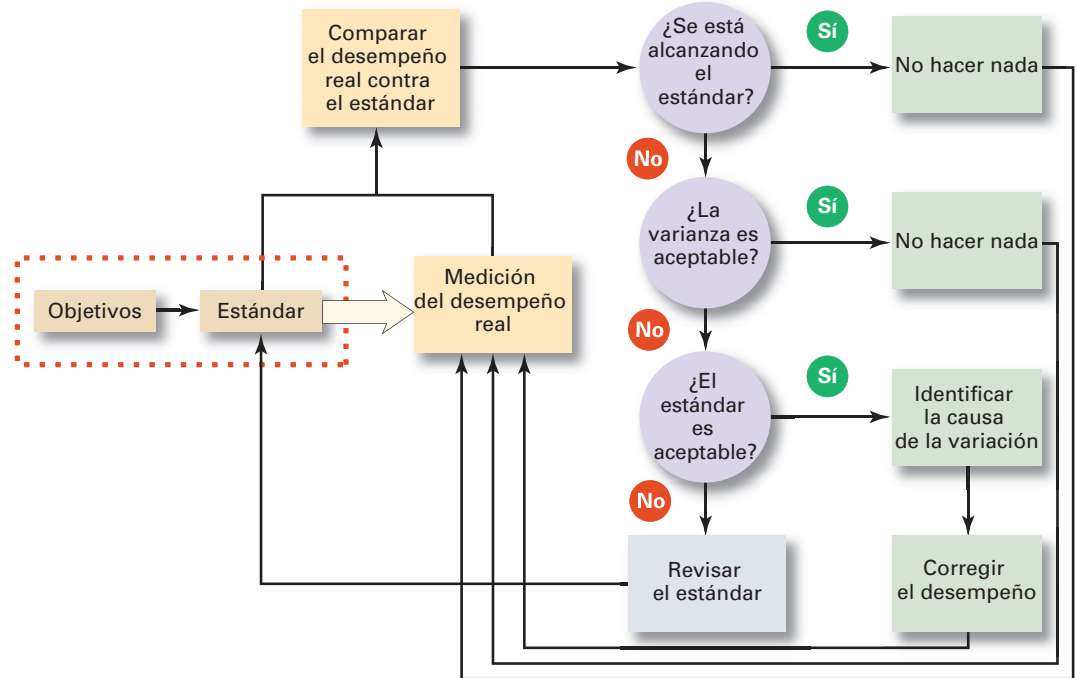 Comparar
el desempeño
real contra
el estándar
¿Se está
alcanzando
el
estándar?
Sí
No hacer nada
No
¿La
varianza es
aceptable?
Sí
No hacer nada
Objetivos
Estándar
Medición
del desempeño
real
No
¿El
estándar
es
aceptable?
Sí
Identificar
la causa
de la variación
No
Revisar
el estándar
Corregir
el desempeño